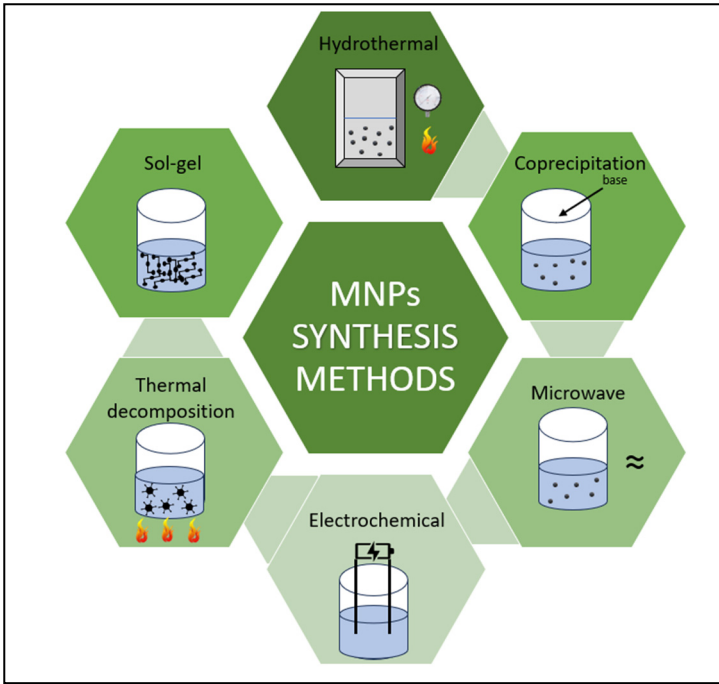 Hydrothermal
Sol-gel
Coprecipitation
base
MNPs
SYNTHESIS
METHODS
Thermal
decomposition
Microwave
≈
Electrochemical